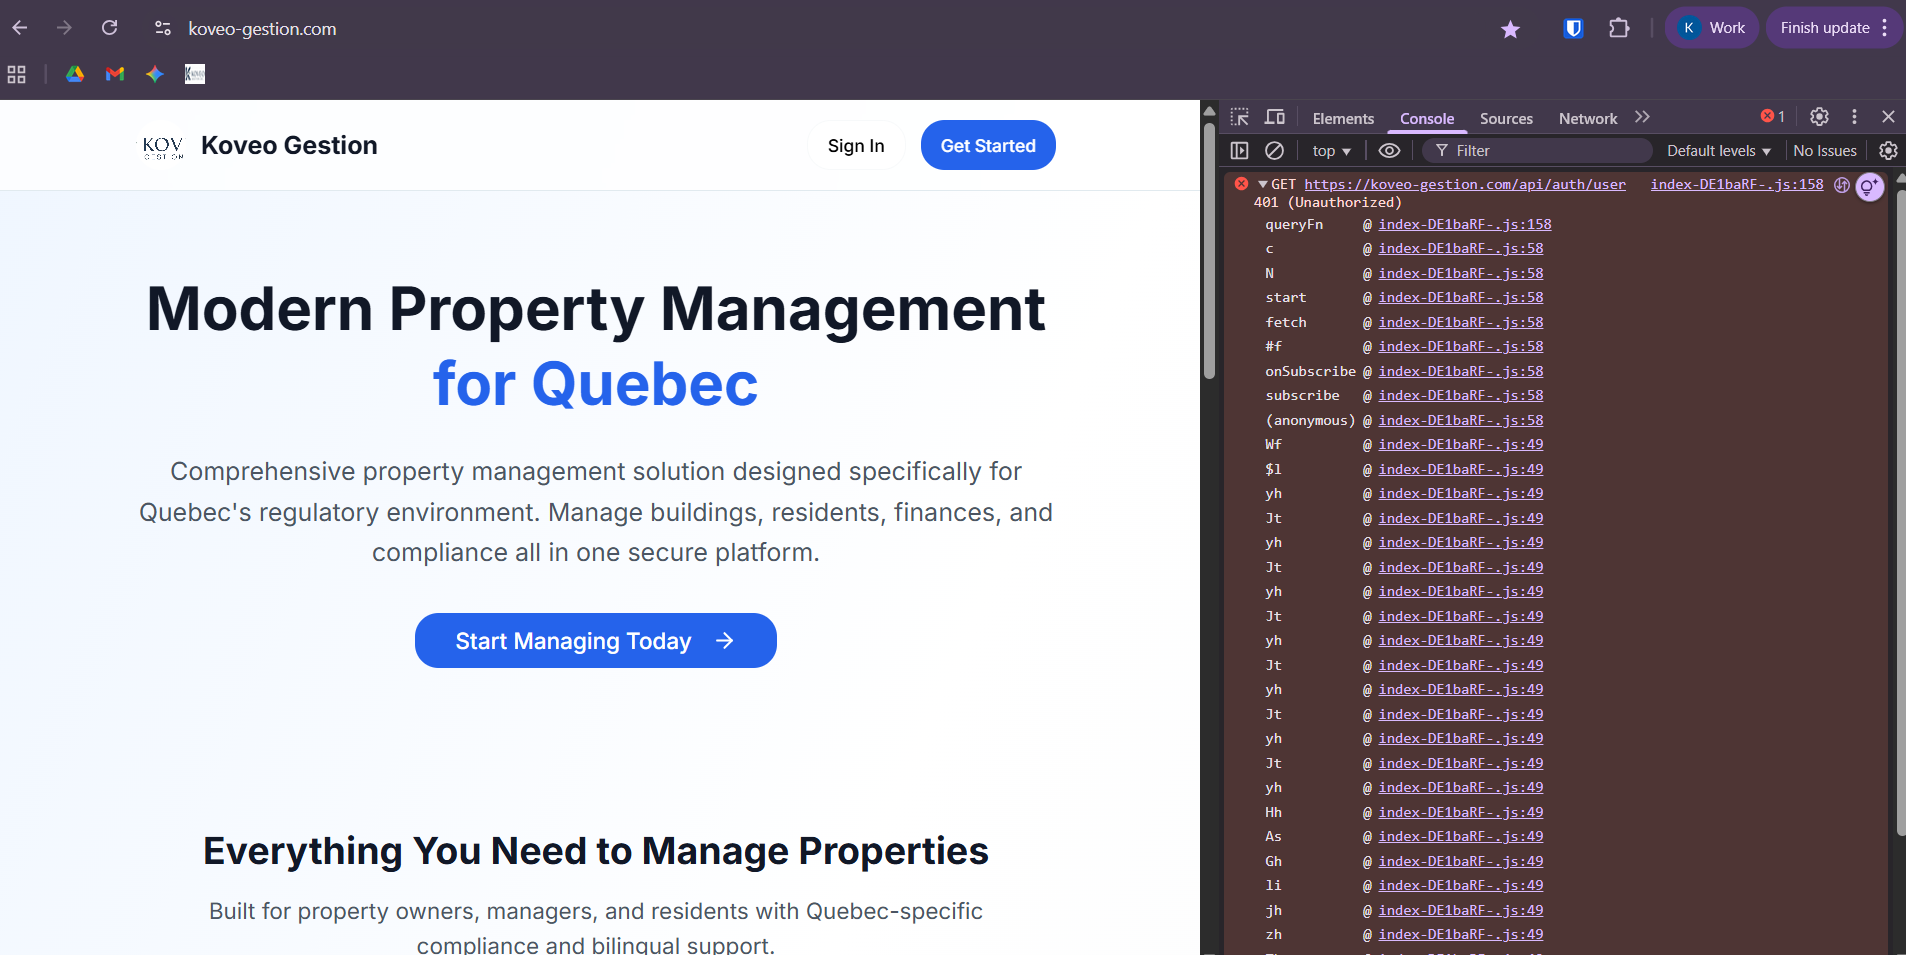 koveo-gestion.com
K Work
Finish update
KOV
GESTION
Koveo Gestion
Sign In
Get Started
Modern Property Management
for Quebec
Comprehensive property management solution designed specifically for
Quebec's regulatory environment. Manage buildings, residents, finances, and
compliance all in one secure platform.
Start Managing Today
Everything You Need to Manage Properties
Built for property owners, managers, and residents with Quebec-specific
compliance and bilingual support.
Elements Console Sources Network 1
top Filter Default levels No Issues
GET https://koveo-gestion.com/api/auth/user index-DE1baRF-.js:158
401 (Unauthorized)
queryFn @ index-DE1baRF-.js:158
c @ index-DE1baRF-.js:58
N @ index-DE1baRF-.js:58
start @ index-DE1baRF-.js:58
fetch @ index-DE1baRF-.js:58
#f @ index-DE1baRF-.js:58
onSubscribe @ index-DE1baRF-.js:58
subscribe @ index-DE1baRF-.js:58
(anonymous) @ index-DE1baRF-.js:58
Wf @ index-DE1baRF-.js:49
$l @ index-DE1baRF-.js:49
yh @ index-DE1baRF-.js:49
Jt @ index-DE1baRF-.js:49
yh @ index-DE1baRF-.js:49
Jt @ index-DE1baRF-.js:49
yh @ index-DE1baRF-.js:49
Jt @ index-DE1baRF-.js:49
yh @ index-DE1baRF-.js:49
Jt @ index-DE1baRF-.js:49
yh @ index-DE1baRF-.js:49
Jt @ index-DE1baRF-.js:49
yh @ index-DE1baRF-.js:49
Jt @ index-DE1baRF-.js:49
yh @ index-DE1baRF-.js:49
Hh @ index-DE1baRF-.js:49
As @ index-DE1baRF-.js:49
Gh @ index-DE1baRF-.js:49
li @ index-DE1baRF-.js:49
jh @ index-DE1baRF-.js:49
zh @ index-DE1baRF-.js:49